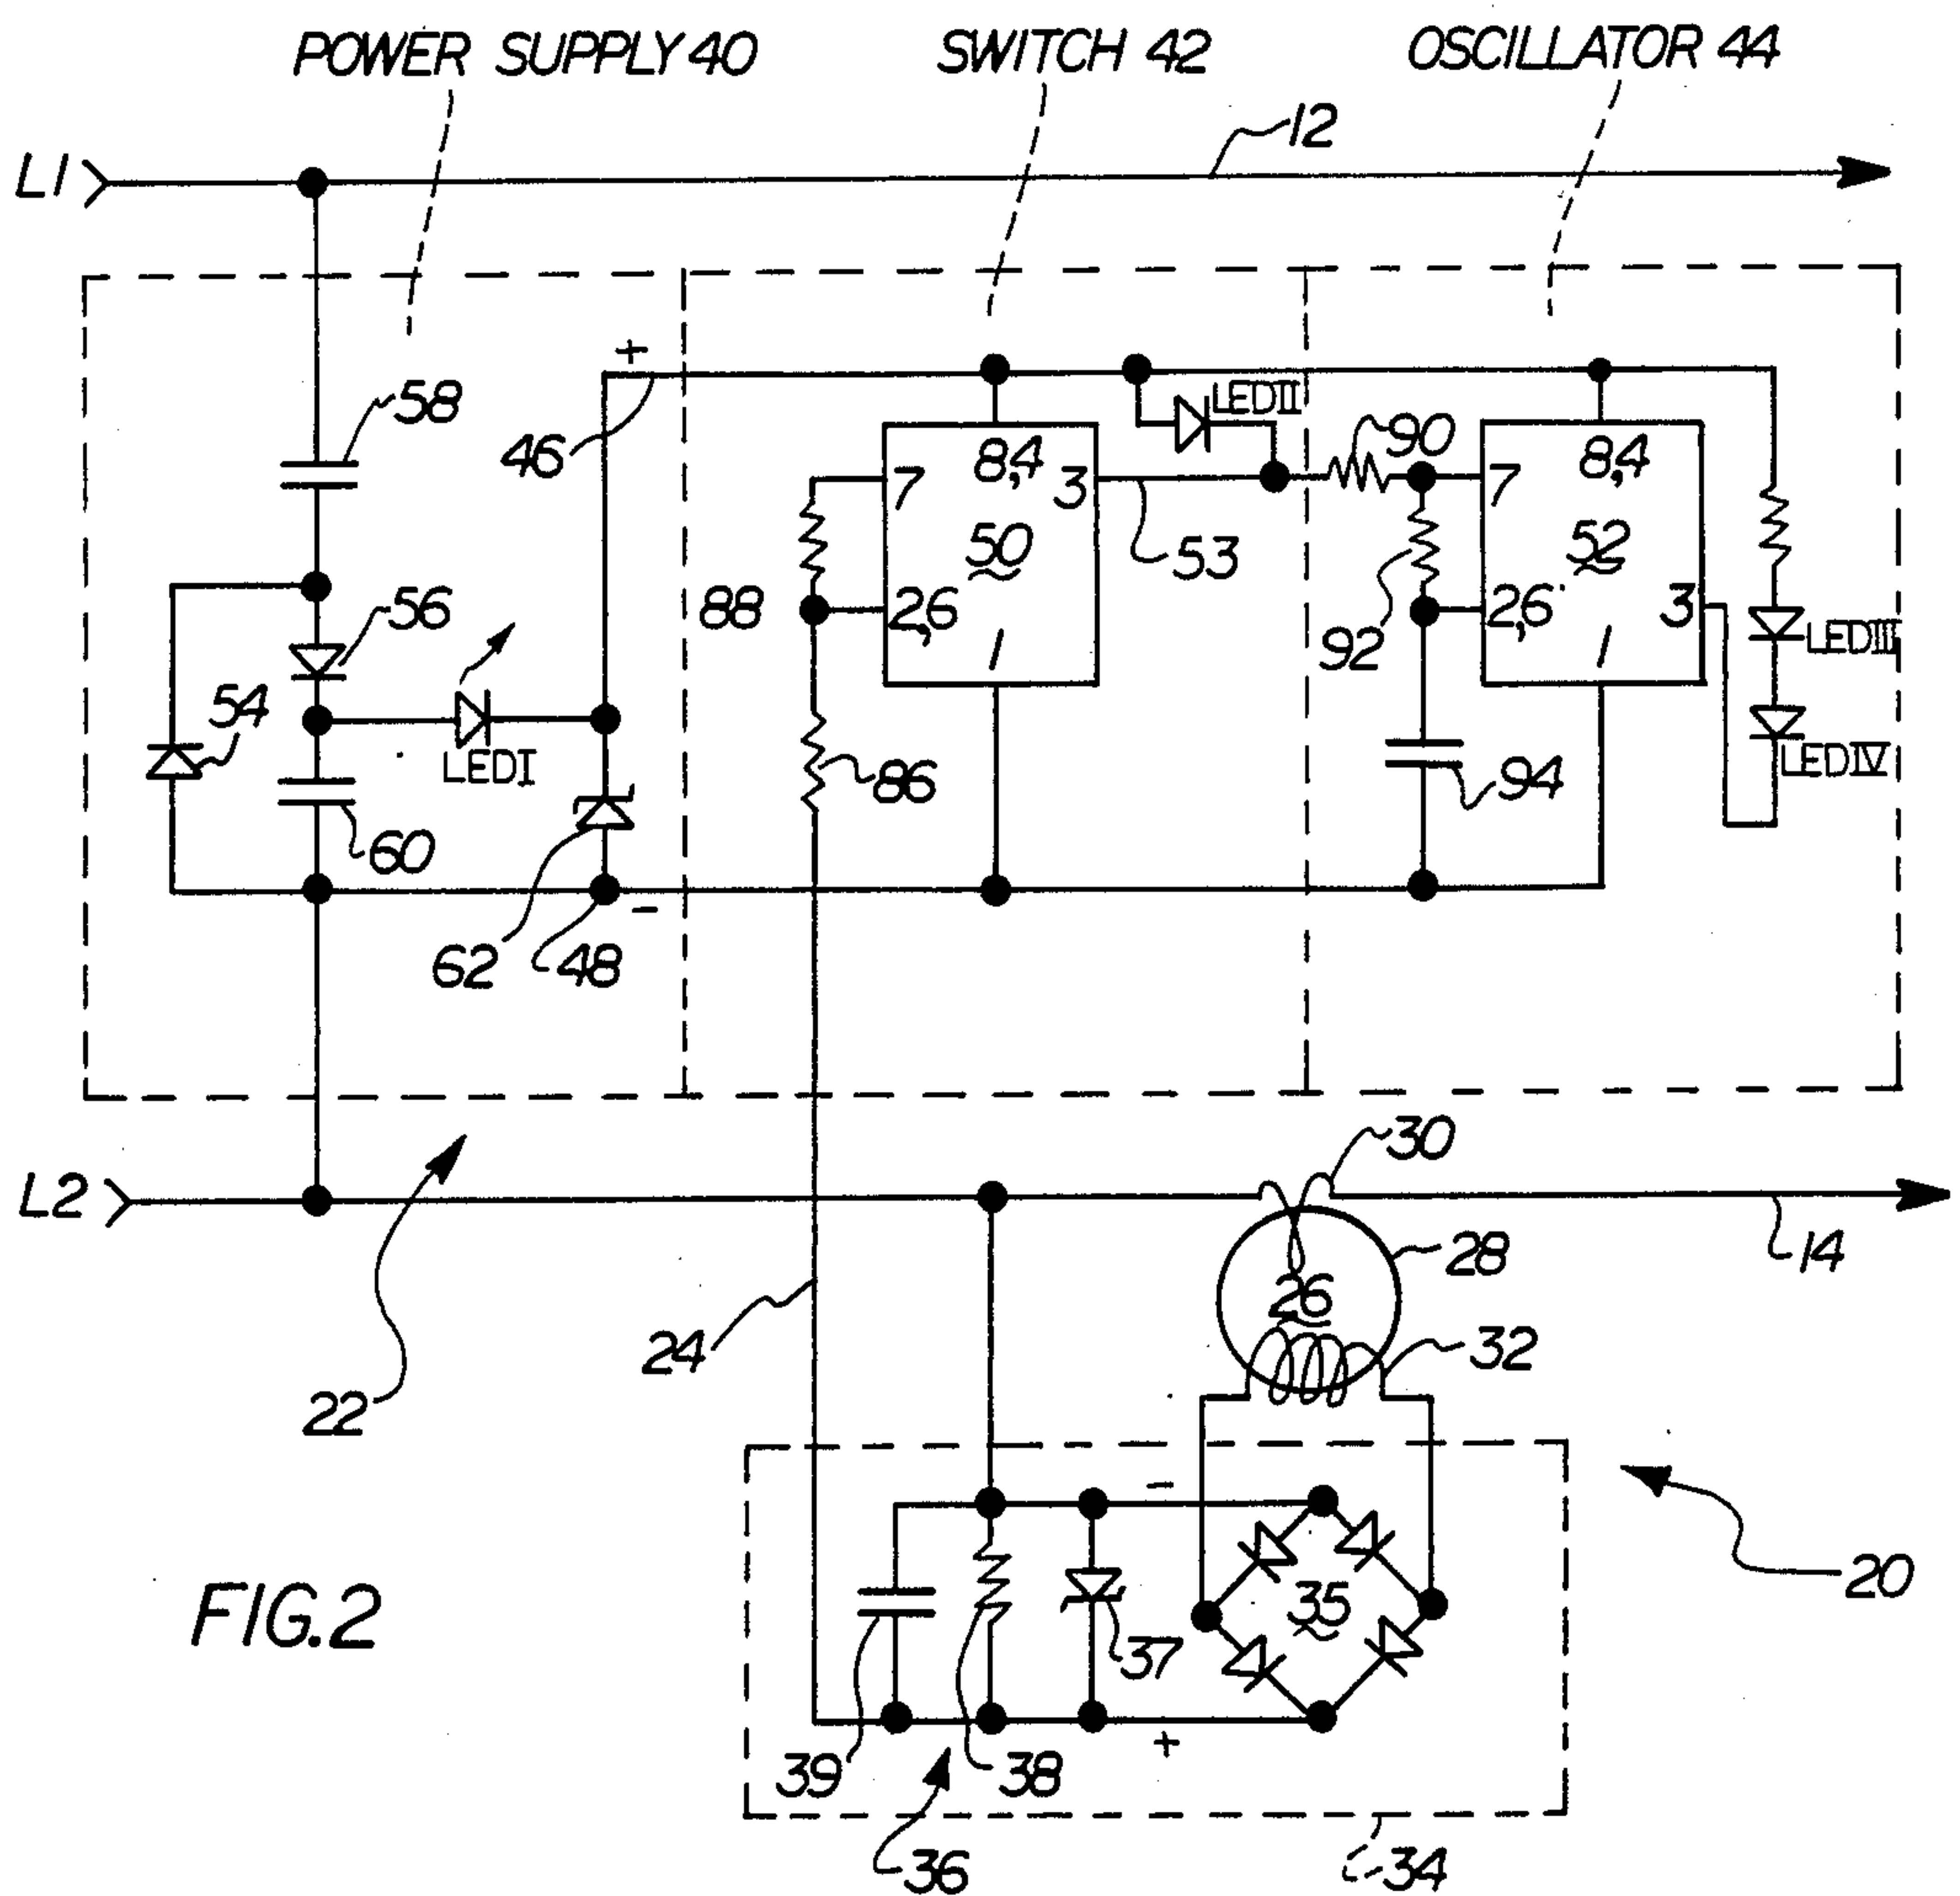 POWER SUPPLY 40 SWITCH 42 OSCILLATOR 44
12
L1
+
58 LEDII 90
46
7 8,4 3 7 8,4
50 53 52
56 88 2,6 2,6 3
1 92 1 LEDIII
54
LEDI 86 94 LEDIV
60
-
62 48
30
L2
28 14
26
24 32
22
-
35 20
FIG.2
37
+
39 38
36 34